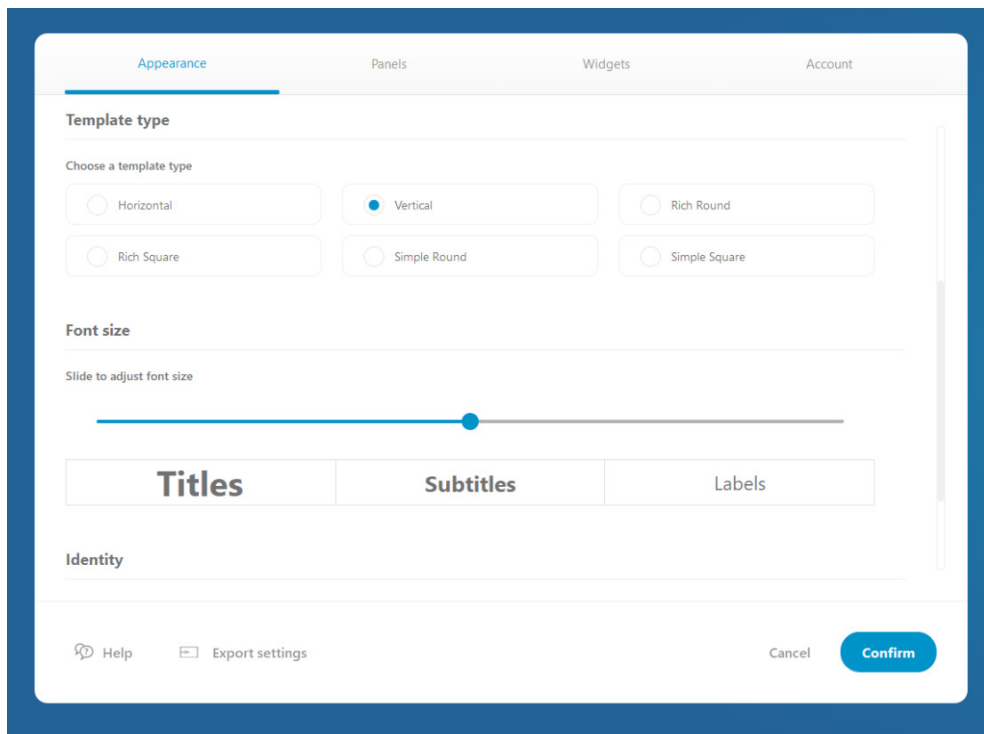 Appearance Panels Widgets Account
Template type
Choose a template type
Horizontal Vertical Rich Round
Rich Square Simple Round Simple Square
Font size
Slide to adjust font size
Titles Subtitles Labels
Identity
Help Export settings Cancel Confirm